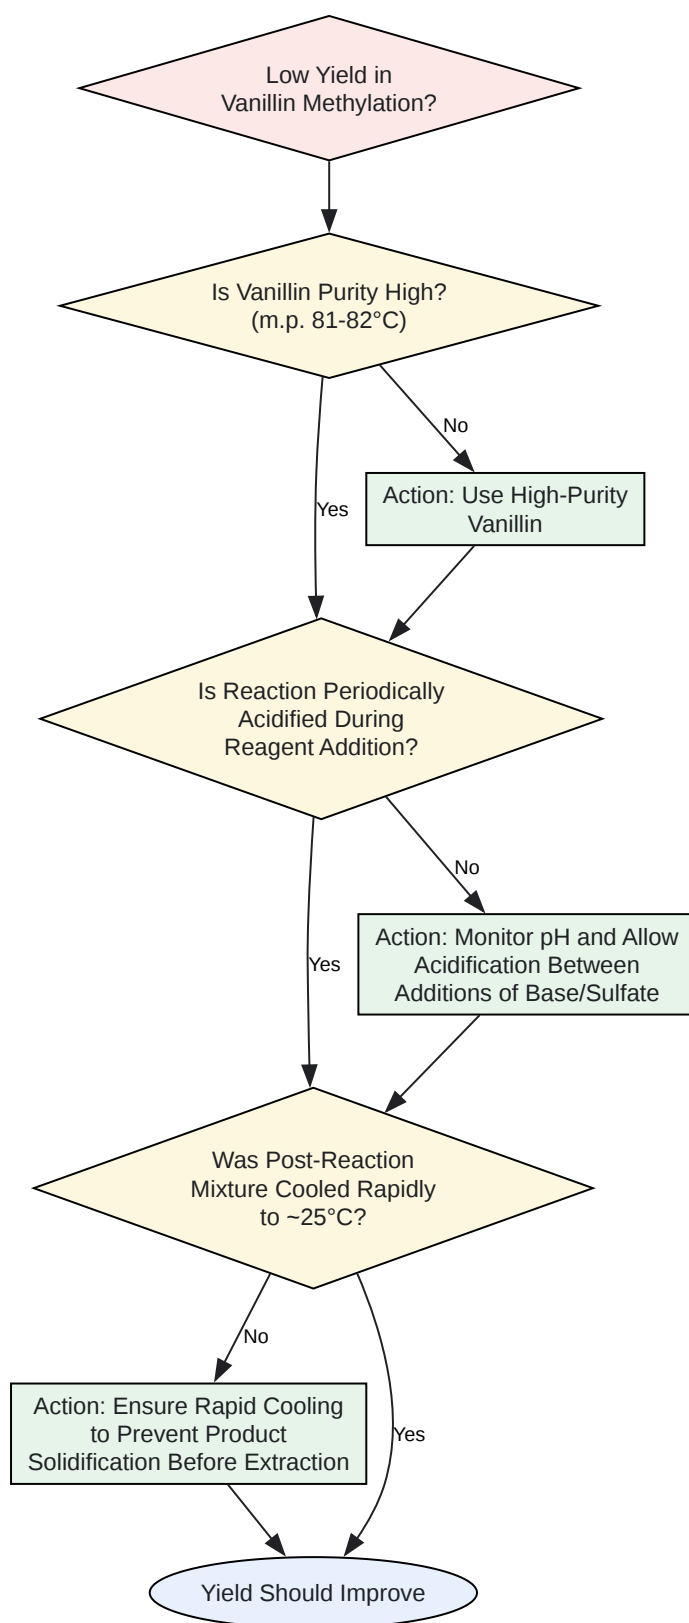 Low Yield in
Vanillin Methylation?
Is Vanillin Purity High?
(m.p. 81-82°C)
No
Action: Use High-Purity
Vanillin
Yes
Is Reaction Periodically
Acidified During
Reagent Addition?
No
Action: Monitor pH and Allow
Acidification Between
Additions of Base/Sulfate
Yes
Was Post-Reaction
Mixture Cooled Rapidly
to ~25°C?
No
Action: Ensure Rapid Cooling
to Prevent Product
Solidification Before Extraction
Yes
Yield Should Improve